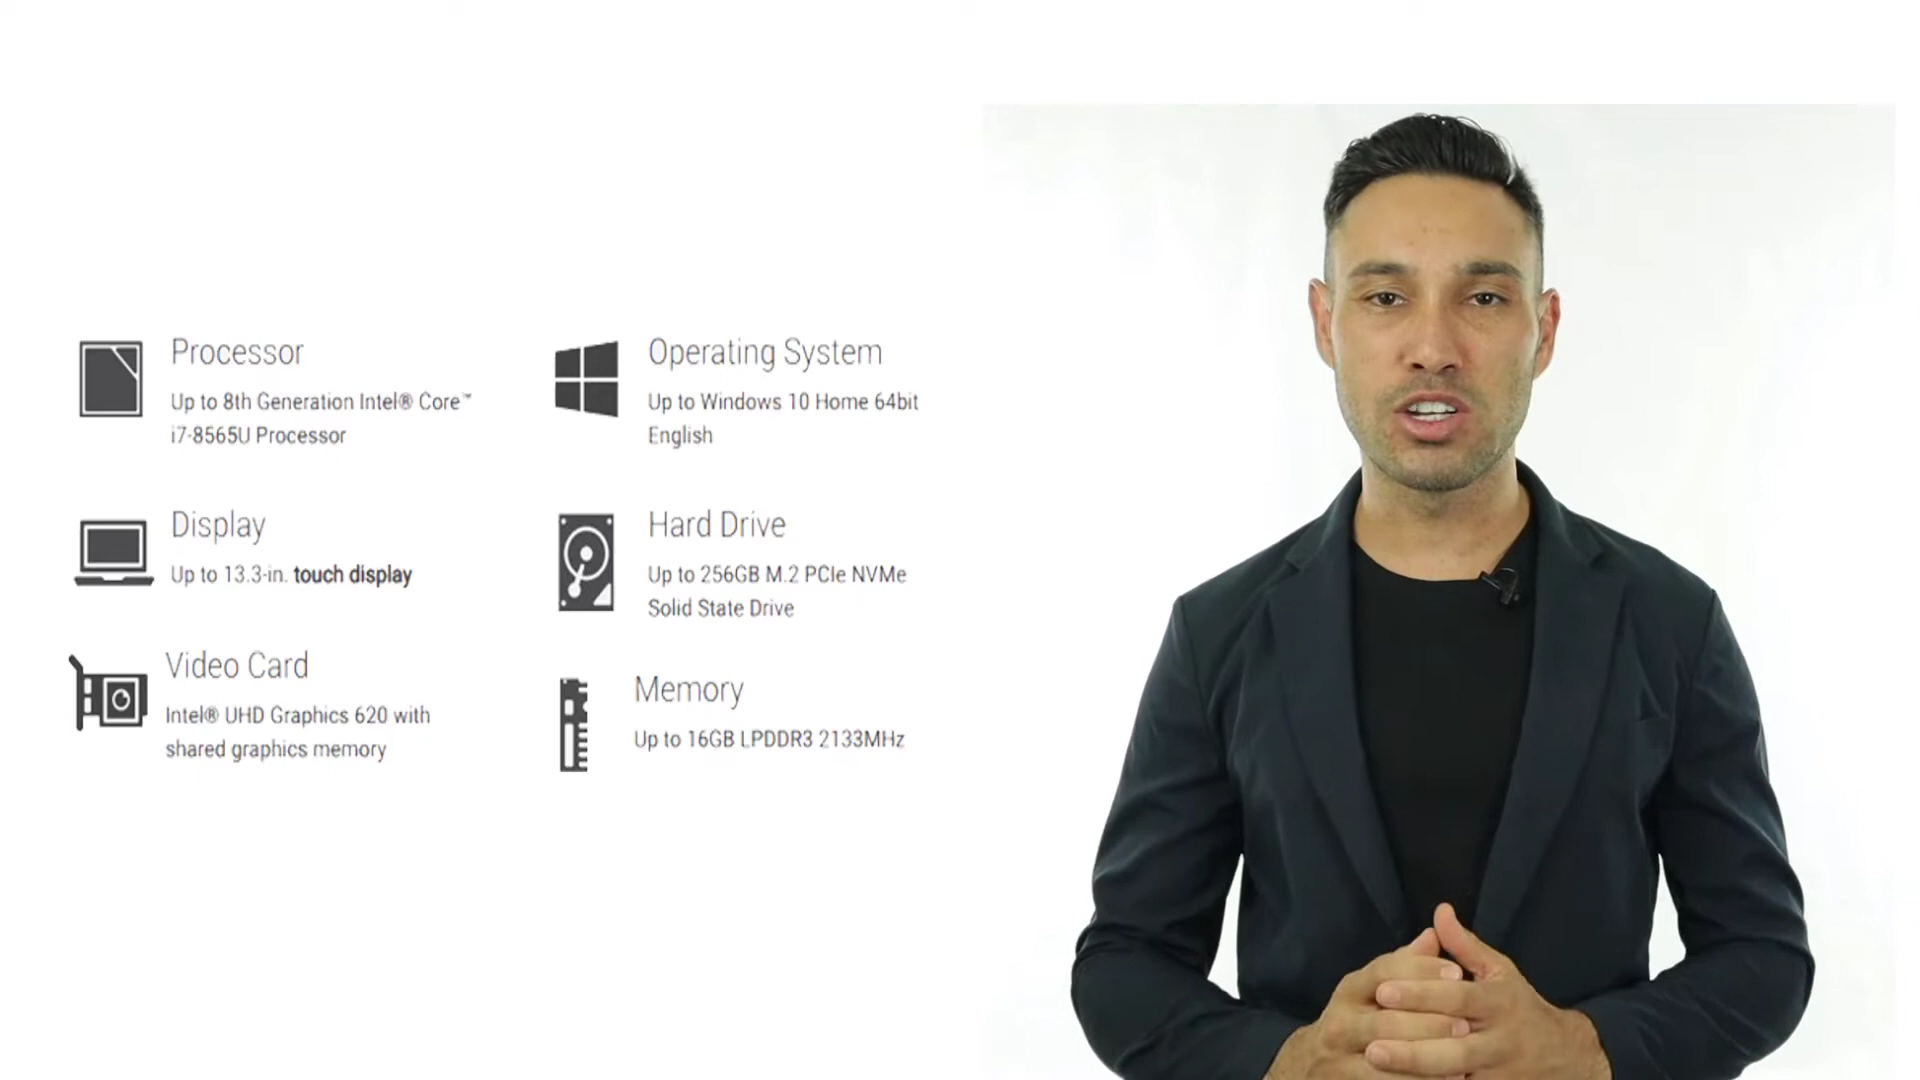 Processor
Up to 8th Generation Intel® Core™
i7-8565U Processor
Operating System
Up to Windows 10 Home 64bit
English
Display
Up to 13.3-in. touch display
Hard Drive
Up to 256GB M.2 PCIe NVMe
Solid State Drive
Video Card
Intel® UHD Graphics 620 with
shared graphics memory
Memory
Up to 16GB LPDDR3 2133MHz